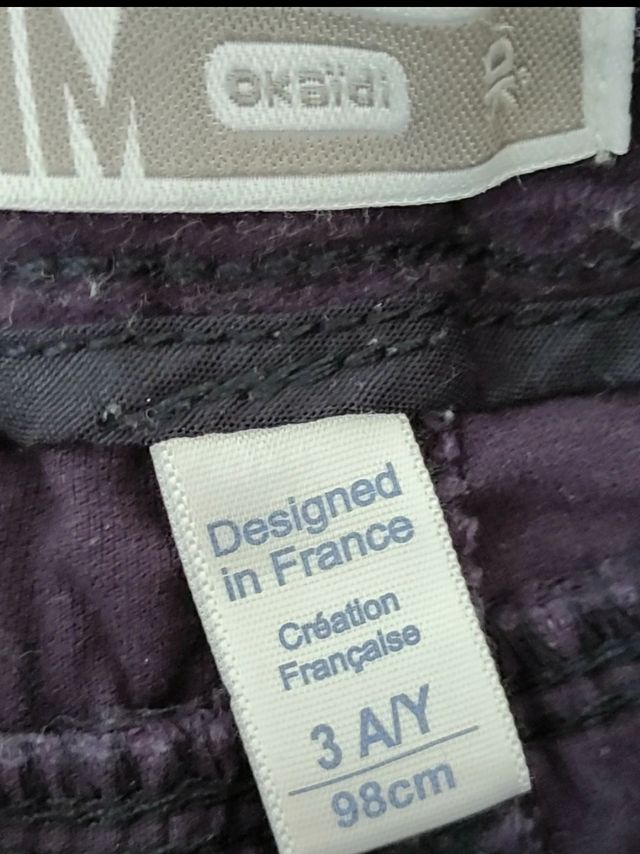 okaïdi
Designed
in France
Création
Française
3 A/Y
98cm